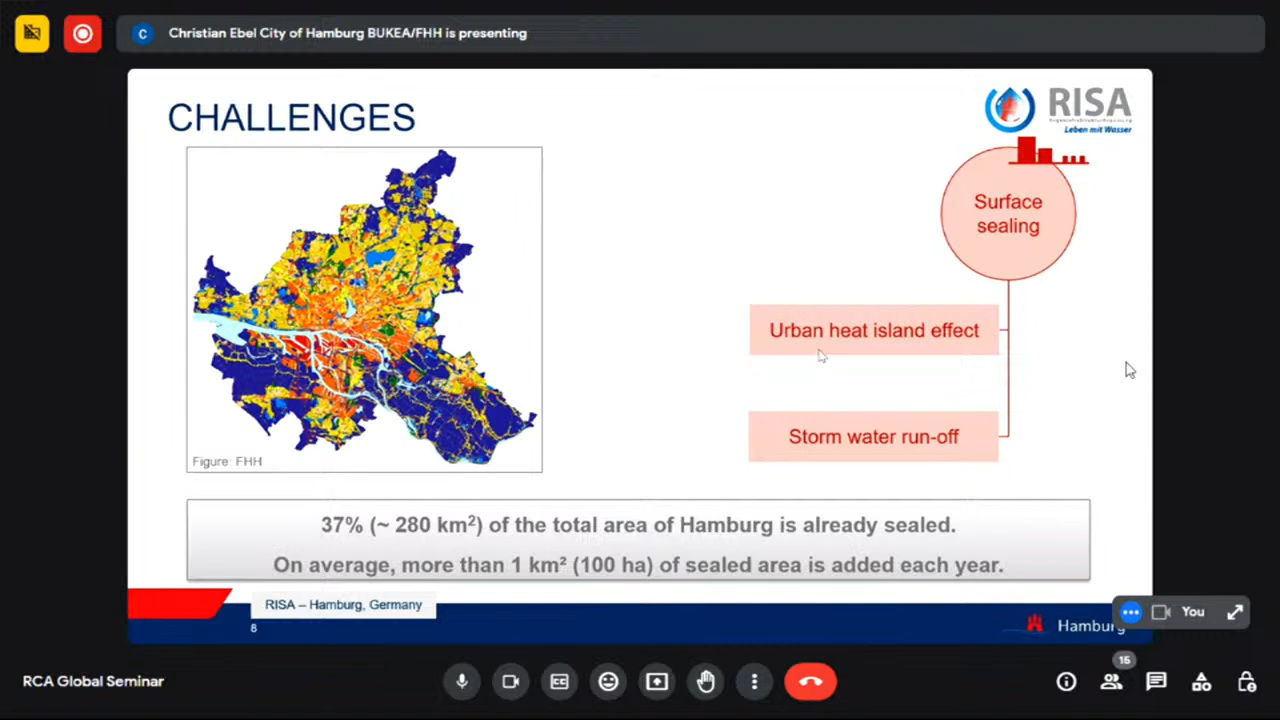 C
Christian Ebel City of Hamburg BUKEA/FHH is presenting
CHALLENGES
RISA
Leben mit Wasser
Surface
sealing
Urban heat island effect
Storm water run-off
Figure: FHH
37% (~ 280 km²) of the total area of Hamburg is already sealed.
On average, more than 1 km² (100 ha) of sealed area is added each year.
RISA – Hamburg, Germany
8
Hamburg
You
15
RCA Global Seminar
CC